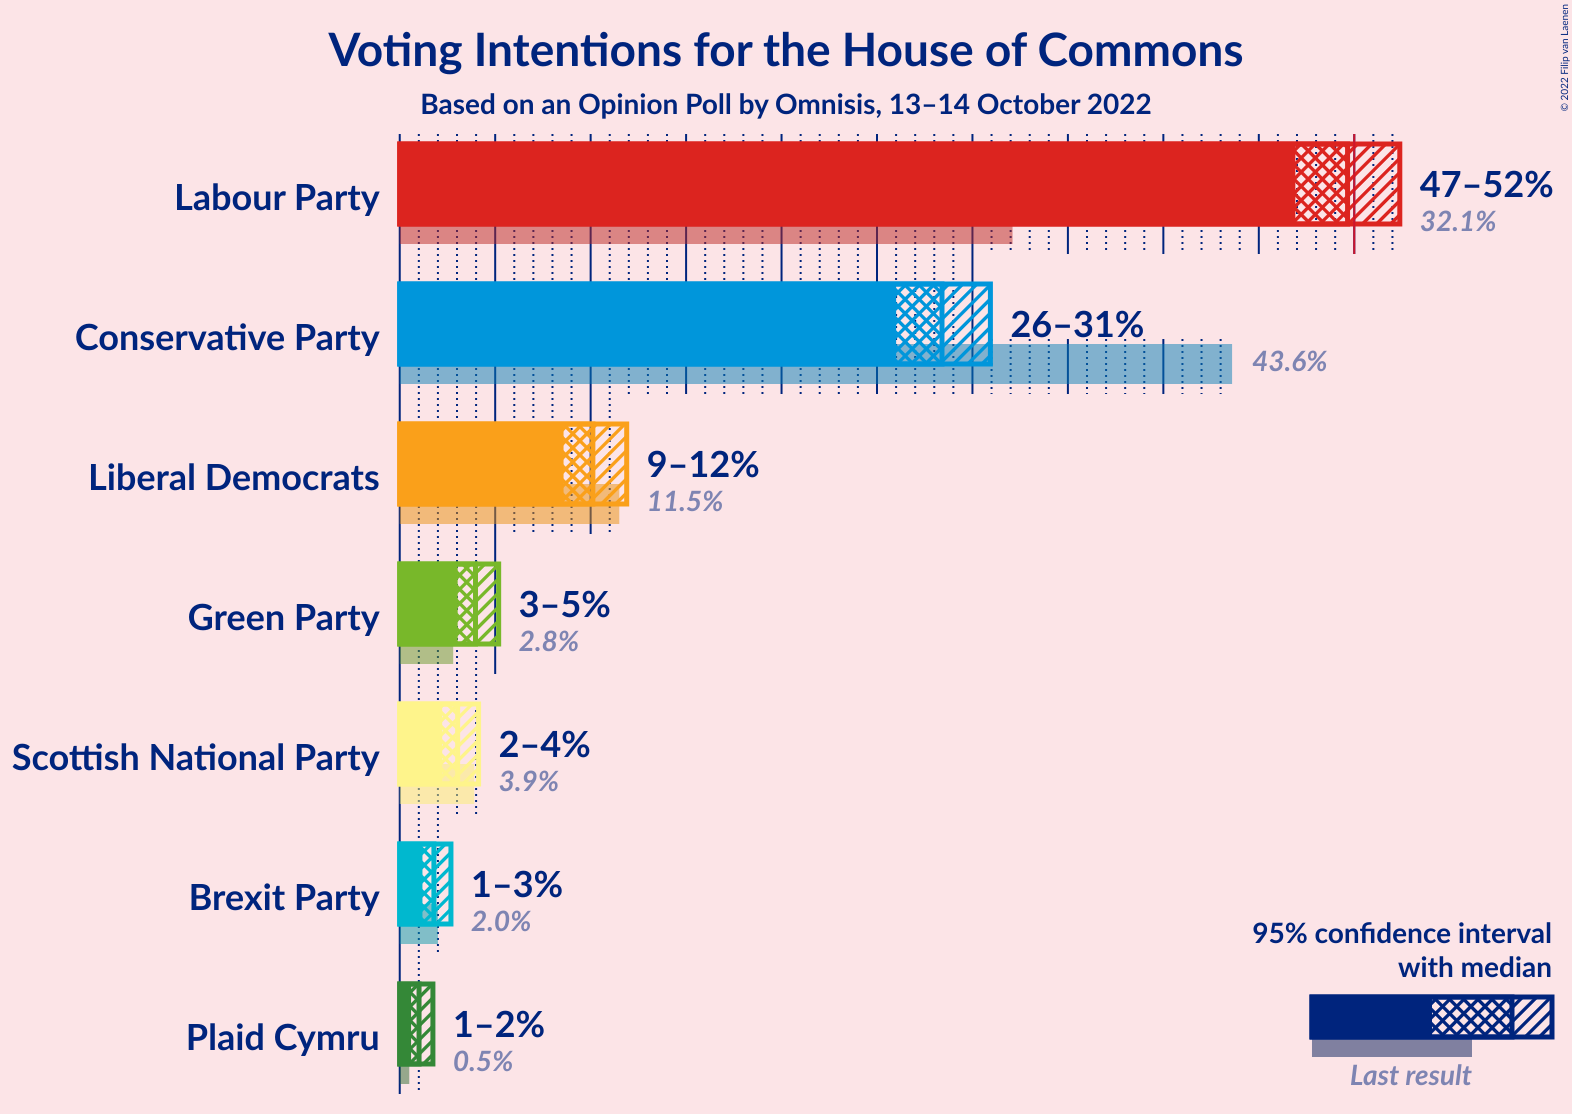 Voting Intentions for the House of Commons
Based on an Opinion Poll by Omnisis, 13–14 October 2022
© 2022 Filip van Laenen
Labour Party
47–52%
32.1%
Conservative Party
26–31%
43.6%
Liberal Democrats
9–12%
11.5%
Green Party
3–5%
2.8%
Scottish National Party
2–4%
3.9%
Brexit Party
1–3%
2.0%
Plaid Cymru
1–2%
0.5%
95% confidence interval
with median
Last result